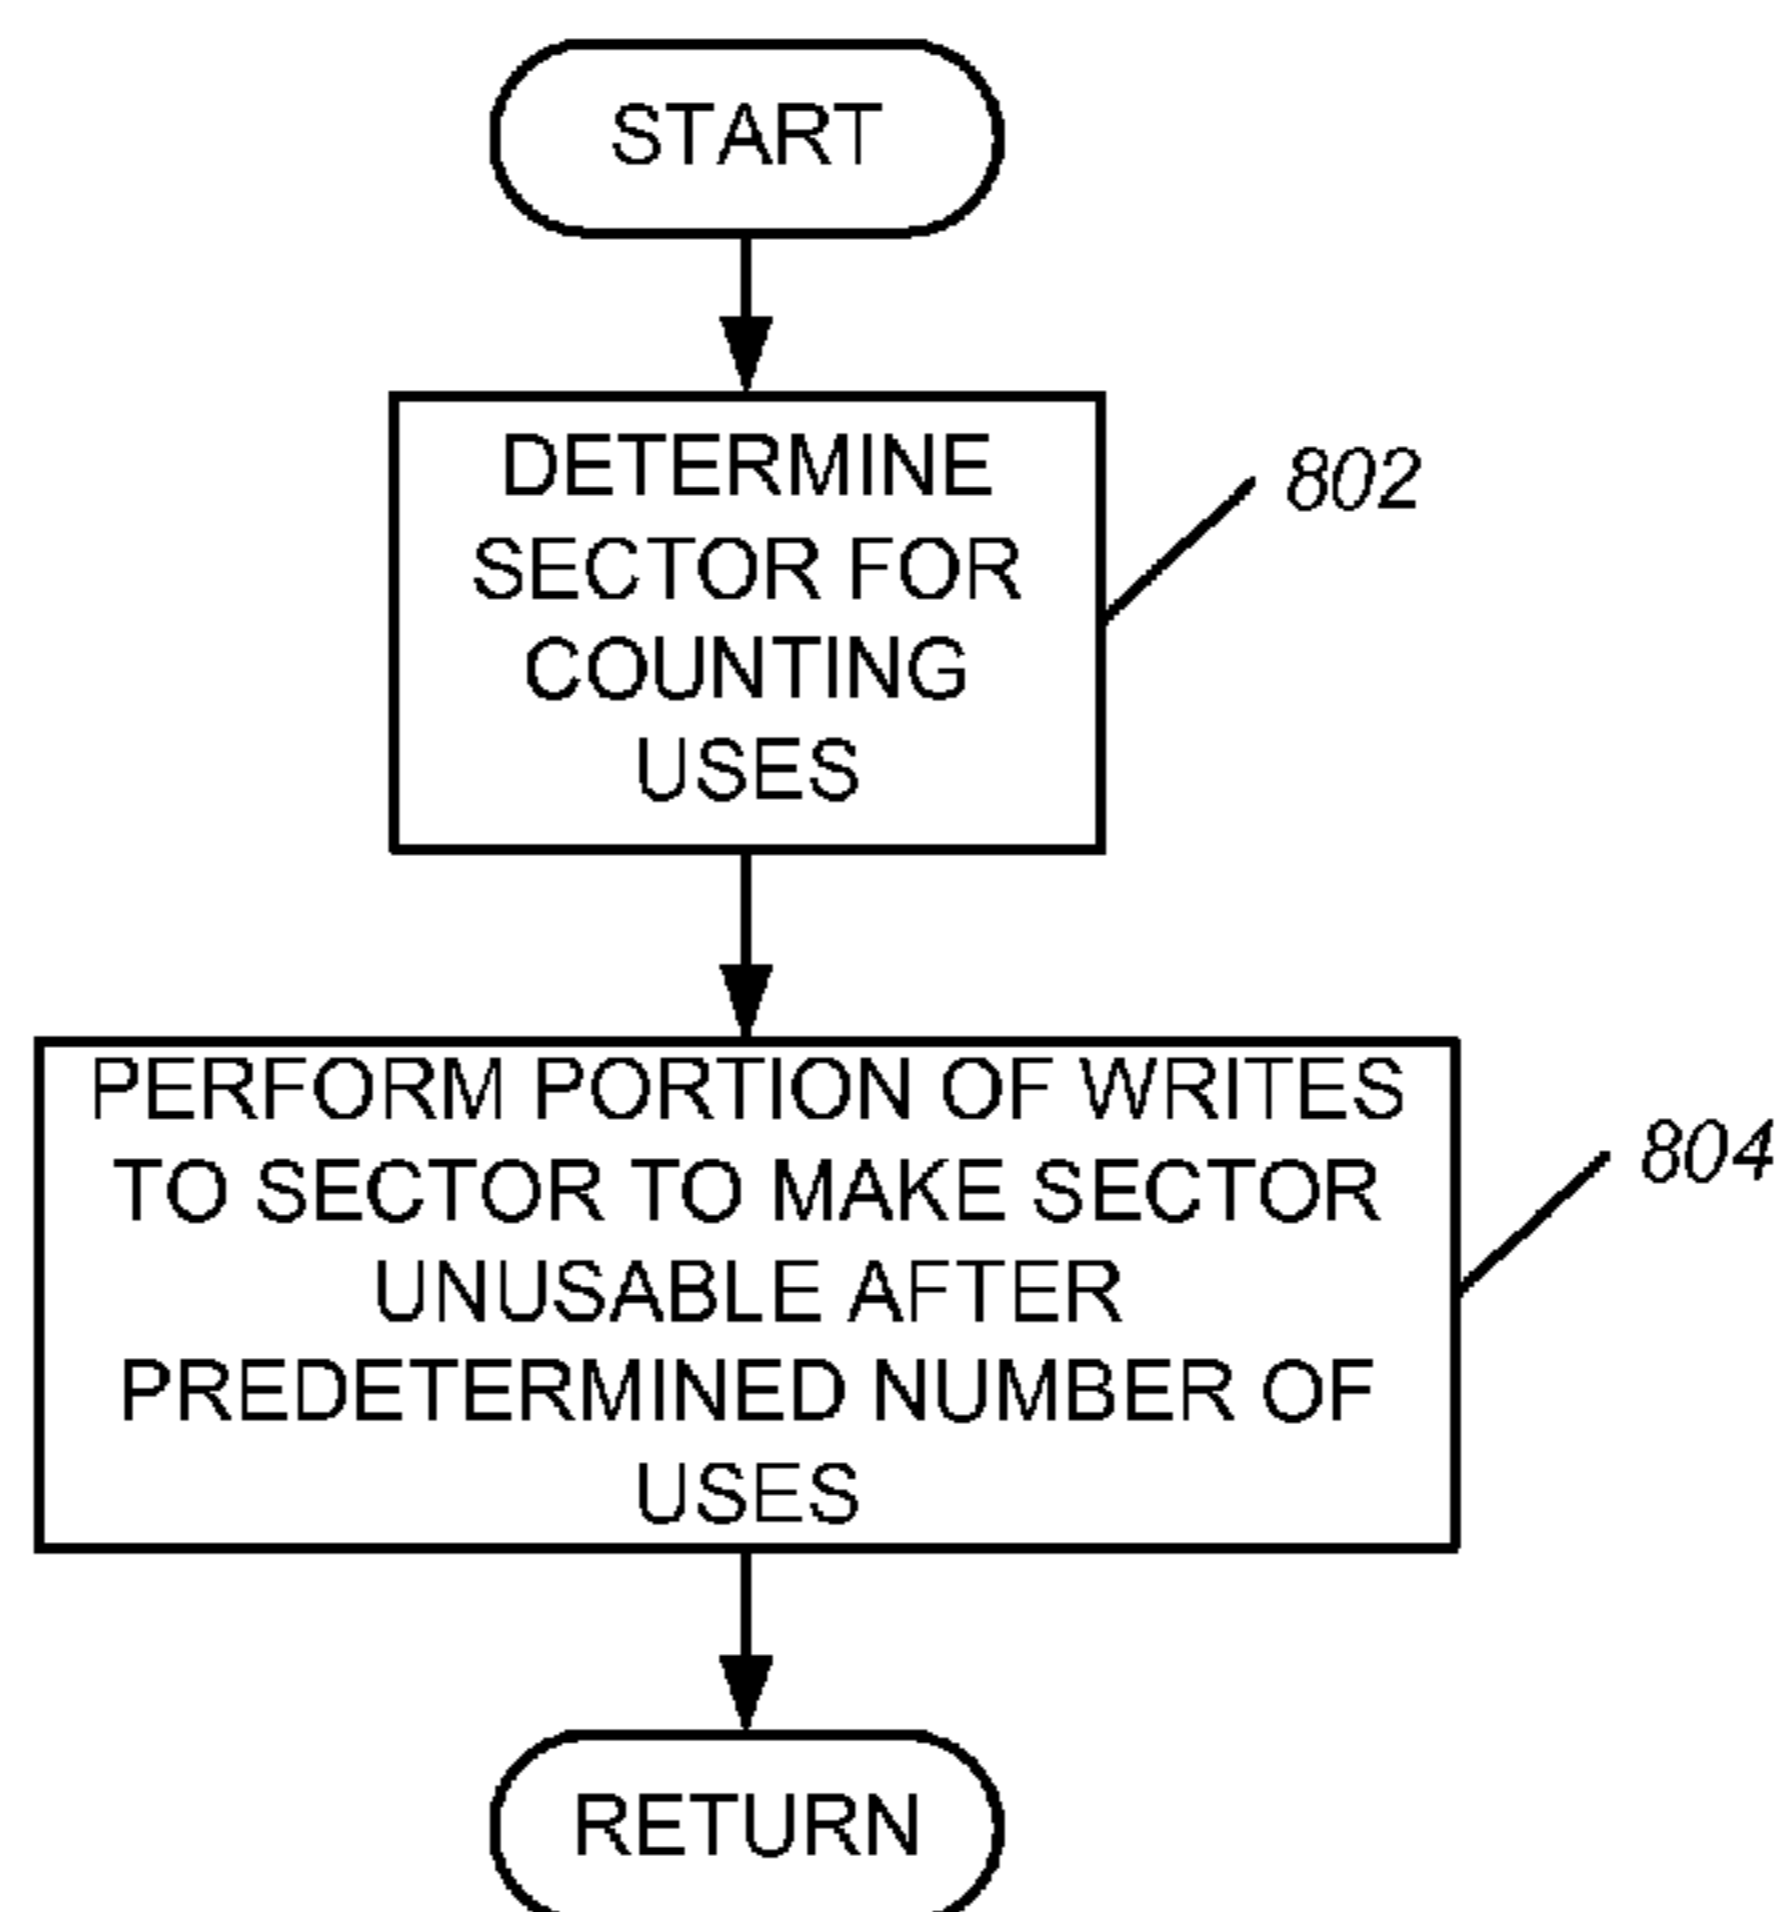 START
DETERMINE
SECTOR FOR
COUNTING
USES
802
PERFORM PORTION OF WRITES
TO SECTOR TO MAKE SECTOR
UNUSABLE AFTER
PREDETERMINED NUMBER OF
USES
804
RETURN